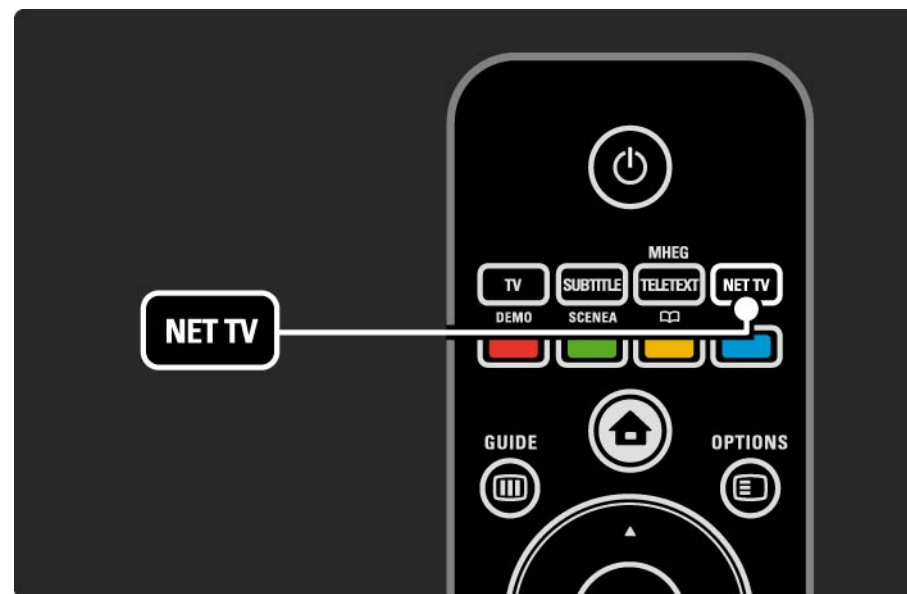 MHEG
TV SUBTITLE TELETEXT NET TV
DEMO SCENEA
NET TV
GUIDE OPTIONS